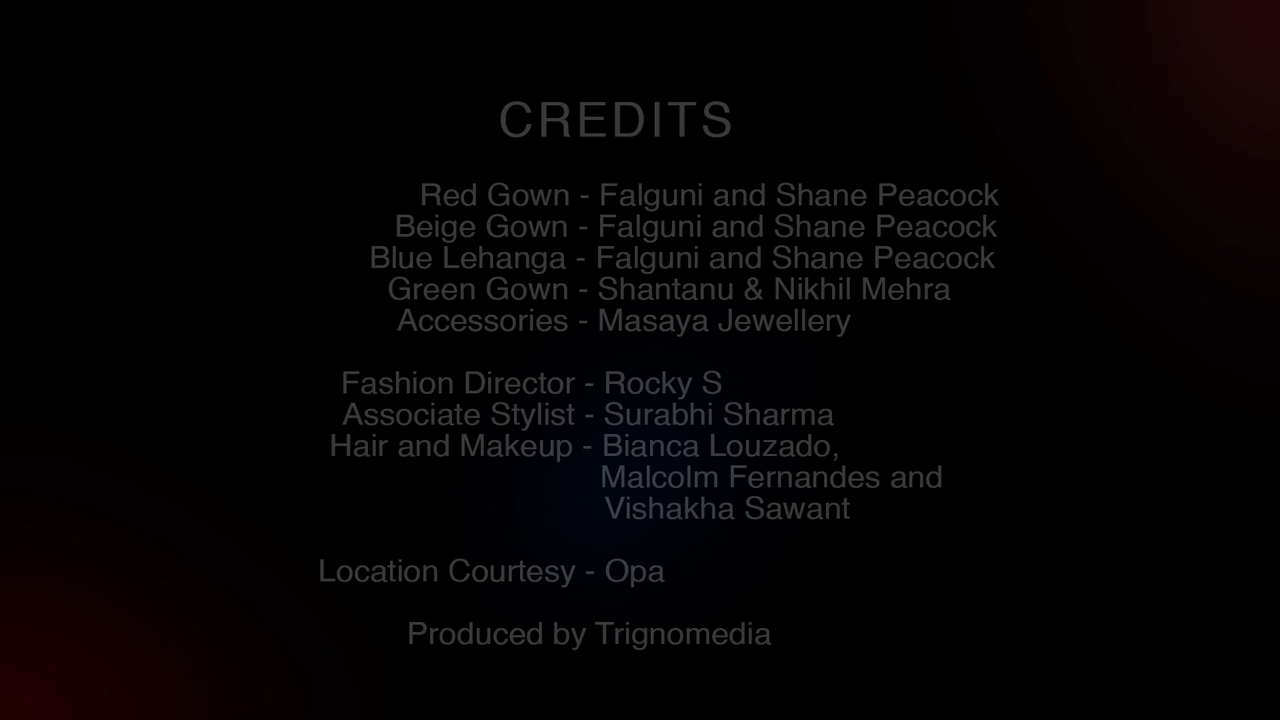 CREDITS
Red Gown - Falguni and Shane Peacock
Beige Gown - Falguni and Shane Peacock
Blue Lehanga - Falguni and Shane Peacock
Green Gown - Shantanu & Nikhil Mehra
Accessories - Masaya Jewellery
Fashion Director - Rocky S
Associate Stylist - Surabhi Sharma
Hair and Makeup - Bianca Louzado,
Malcolm Fernandes and
Vishakha Sawant
Location Courtesy - Opa
Produced by Trignomedia